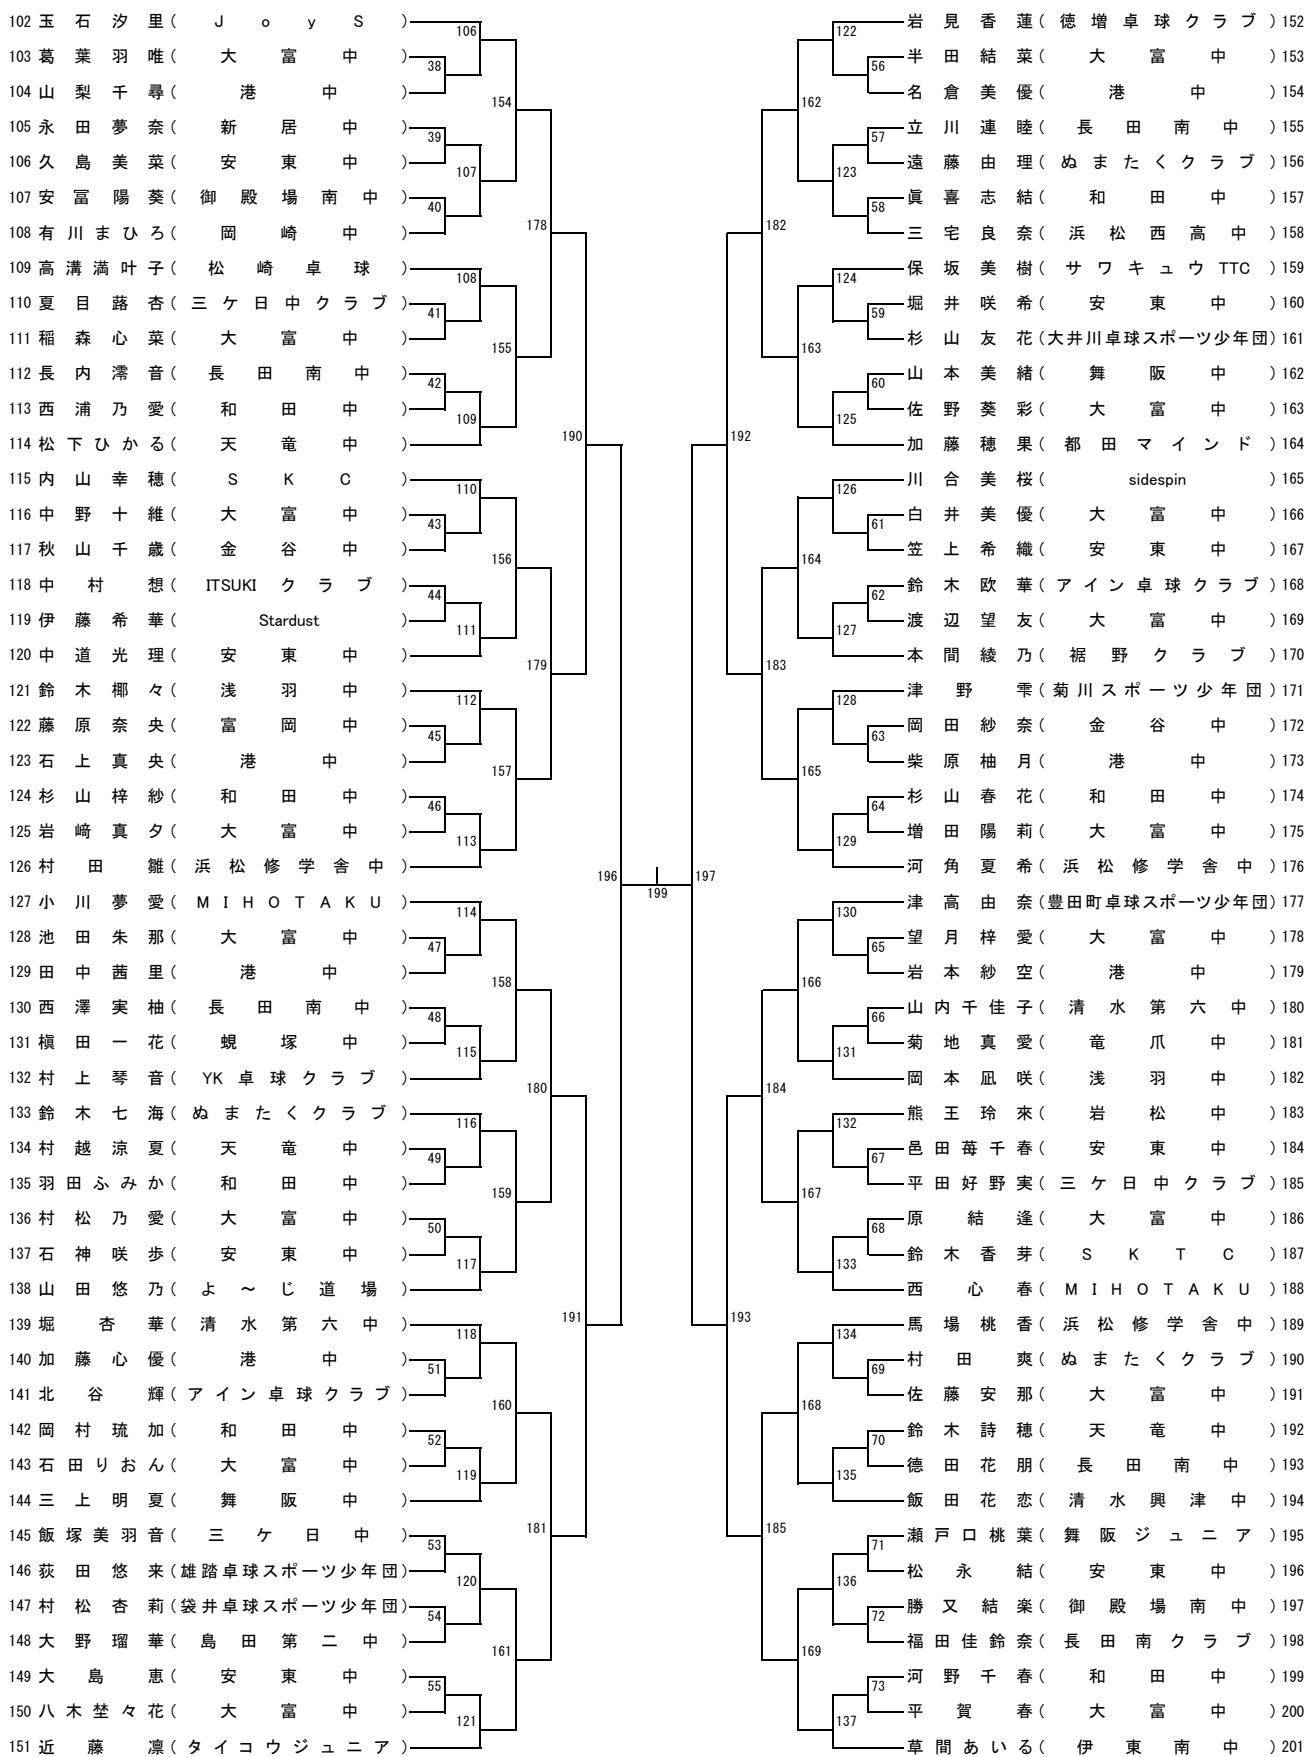 102 玉石汐里 (JoyS)
103 葛葉羽唯 (大富中)
104 山梨千尋 (港中)
105 永田夢奈 (新居中)
106 久島美菜 (安東中)
107 安冨陽葵 (御殿場南中)
108 有川まひろ (岡崎中)
109 高溝満叶子 (松崎卓球)
110 夏目蕗杏 (三ケ日中クラブ)
111 稲森心菜 (大富中)
112 長内澪音 (長田南中)
113 西浦乃愛 (和田中)
114 松下ひかる (天竜中)
115 内山幸穂 (SKC)
116 中野十維 (大富中)
117 秋山千歳 (金谷中)
118 中村想 (ITSUKI クラブ)
119 伊藤希華 (Stardust)
120 中道光理 (安東中)
121 鈴木椰々 (浅羽中)
122 藤原奈央 (富岡中)
123 石上真央 (港中)
124 杉山梓紗 (和田中)
125 岩﨑真夕 (大富中)
126 村田雛 (浜松修学舎中)
127 小川夢愛 (MIHOTAKU)
128 池田朱那 (大富中)
129 田中茜里 (港中)
130 西澤実柚 (長田南中)
131 槇田一花 (蜆塚中)
132 村上琴音 (YK 卓球クラブ)
133 鈴木七海 (ぬまたくクラブ)
134 村越涼夏 (天竜中)
135 羽田ふみか (和田中)
136 村松乃愛 (大富中)
137 石神咲歩 (安東中)
138 山田悠乃 (よ～じ道場)
139 堀杏華 (清水第六中)
140 加藤心優 (港中)
141 北谷輝 (アイン卓球クラブ)
142 岡村琉加 (和田中)
143 石田りおん (大富中)
144 三上明夏 (舞阪中)
145 飯塚美羽音 (三ケ日中)
146 荻田悠来 (雄踏卓球スポーツ少年団)
147 村松杏莉 (袋井卓球スポーツ少年団)
148 大野瑠華 (島田第二中)
149 大島恵 (安東中)
150 八木埜々花 (大富中)
151 近藤凛 (タイコウジュニア)
106
38
154
39
107
40
178
108
41
155
42
109
190
110
43
156
44
111
179
112
45
157
46
113
196
114
47
158
48
115
180
116
49
159
50
117
191
118
51
160
52
119
181
53
120
54
161
55
121
199
197
122
56
162
57
123
58
182
124
59
163
60
125
192
126
61
164
62
127
183
128
63
165
64
129
130
65
166
66
131
184
132
67
167
68
133
193
134
69
168
70
135
185
71
136
72
169
73
137
岩見香蓮 (徳増卓球クラブ) 152
半田結菜 (大富中) 153
名倉美優 (港中) 154
立川連睦 (長田南中) 155
遠藤由理 (ぬまたくクラブ) 156
眞喜志結 (和田中) 157
三宅良奈 (浜松西高中) 158
保坂美樹 (サワキュウ TTC) 159
堀井咲希 (安東中) 160
杉山友花 (大井川卓球スポーツ少年団) 161
山本美緒 (舞阪中) 162
佐野葵彩 (大富中) 163
加藤穂果 (都田マインド) 164
川合美桜 (sidespin) 165
白井美優 (大富中) 166
笠上希織 (安東中) 167
鈴木欧華 (アイン卓球クラブ) 168
渡辺望友 (大富中) 169
本間綾乃 (裾野クラブ) 170
津野雫 (菊川スポーツ少年団) 171
岡田紗奈 (金谷中) 172
柴原柚月 (港中) 173
杉山春花 (和田中) 174
増田陽莉 (大富中) 175
河角夏希 (浜松修学舎中) 176
津高由奈 (豊田町卓球スポーツ少年団) 177
望月梓愛 (大富中) 178
岩本紗空 (港中) 179
山内千佳子 (清水第六中) 180
菊地真愛 (竜爪中) 181
岡本凪咲 (浅羽中) 182
熊王玲來 (岩松中) 183
邑田苺千春 (安東中) 184
平田好野実 (三ケ日中クラブ) 185
原結逢 (大富中) 186
鈴木香芽 (SKTC) 187
西心春 (MIHOTAKU) 188
馬場桃香 (浜松修学舎中) 189
村田爽 (ぬまたくクラブ) 190
佐藤安那 (大富中) 191
鈴木詩穂 (天竜中) 192
德田花朋 (長田南中) 193
飯田花恋 (清水興津中) 194
瀬戸口桃葉 (舞阪ジュニア) 195
松永結 (安東中) 196
勝又結楽 (御殿場南中) 197
福田佳鈴奈 (長田南クラブ) 198
河野千春 (和田中) 199
平賀春 (大富中) 200
草間あいる (伊東南中) 201